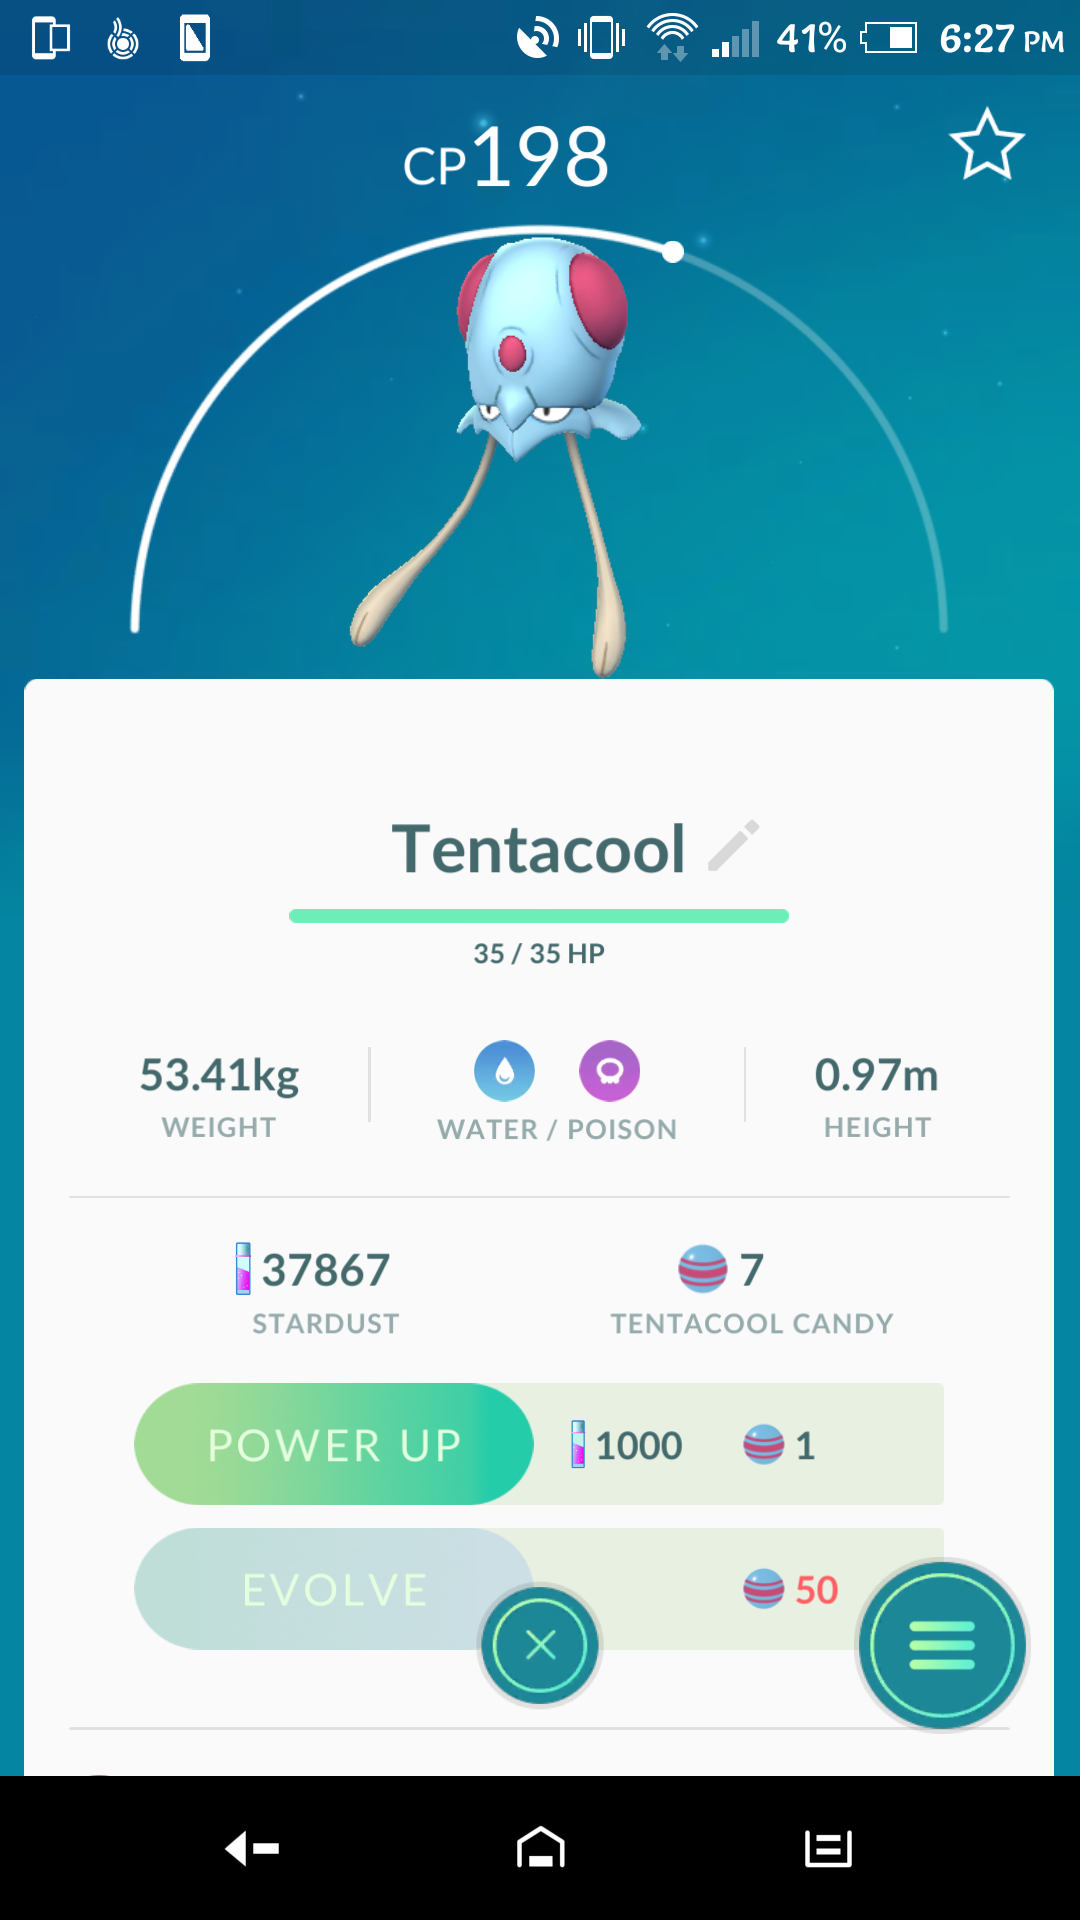 41% 6:27 PM
CP198
Tentacool
35 / 35 HP
53.41kg
WEIGHT
WATER / POISON
0.97m
HEIGHT
37867
STARDUST
7
TENTACOOL CANDY
POWER UP 1000 1
EVOLVE 50